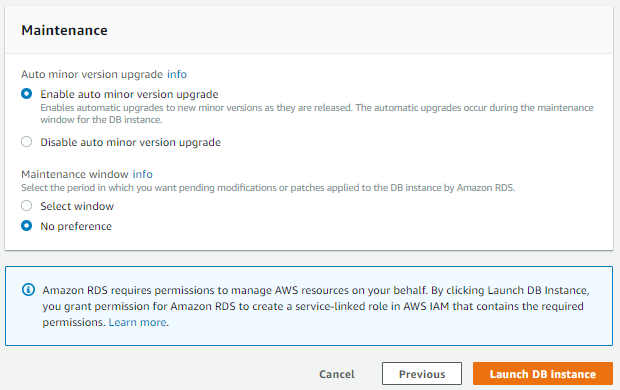 Maintenance
Auto minor version upgrade info
Enable auto minor version upgrade
Enables automatic upgrades to new minor versions as they are released. The automatic upgrades occur during the maintenance
window for the DB instance.
Disable auto minor version upgrade
Maintenance window info
Select the period in which you want pending modifications or patches applied to the DB instance by Amazon RDS.
Select window
No preference
Amazon RDS requires permissions to manage AWS resources on your behalf. By clicking Launch DB Instance,
you grant permission for Amazon RDS to create a service-linked role in AWS IAM that contains the required
permissions. Learn more.
Cancel Previous Launch DB instance